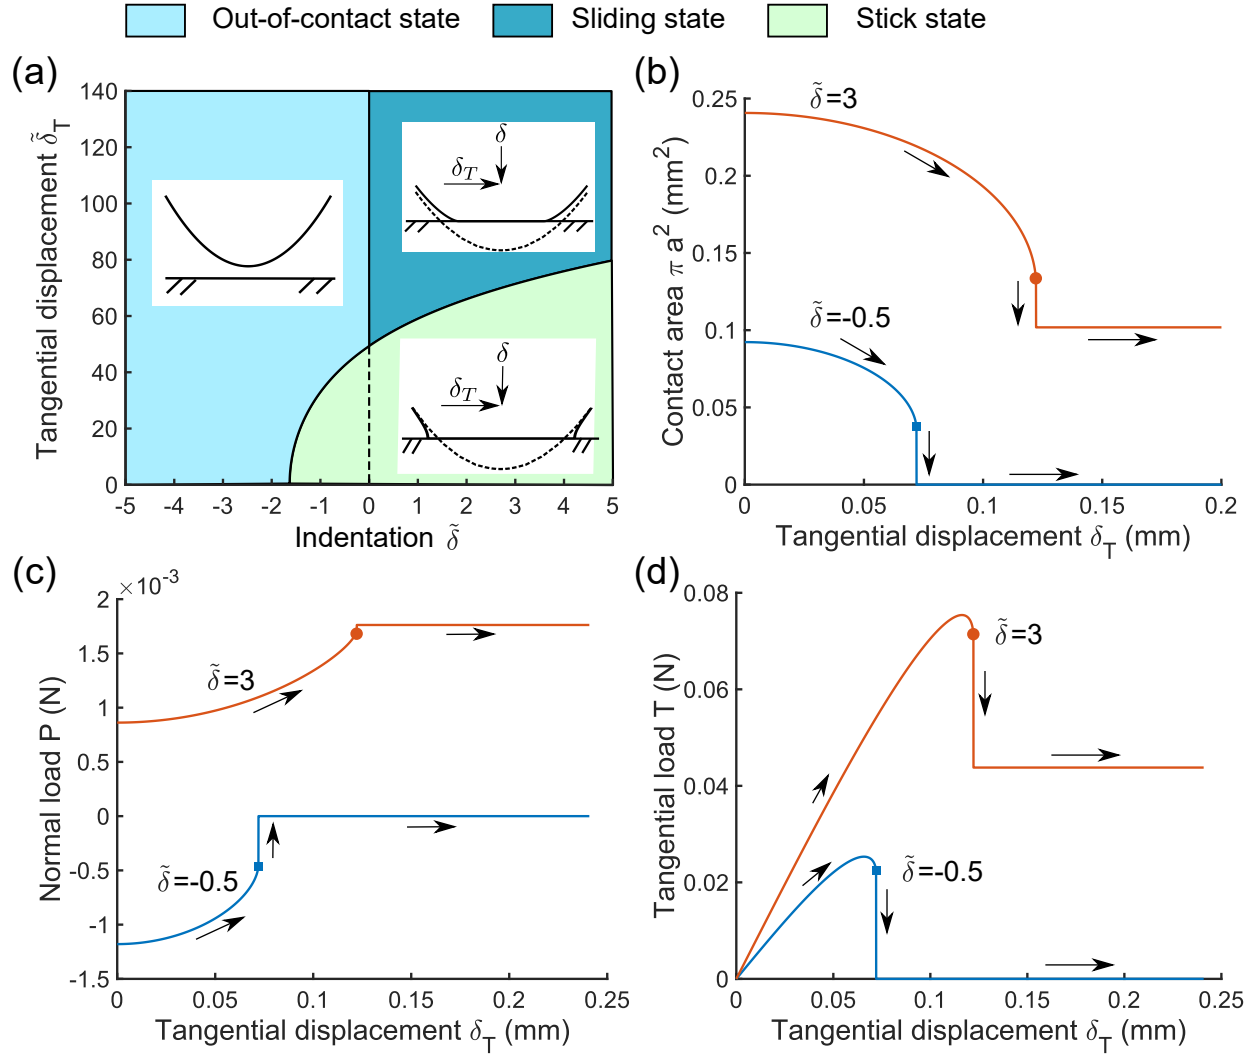 Out-of-contact state
Sliding state
Stick state
(a)
Tangential displacement δ̃_T
140
120
100
80
60
40
20
0
-5 -4 -3 -2 -1 0 1 2 3 4 5
Indentation δ̃
δ
δ_T
δ
δ_T
(b)
Contact area π a² (mm²)
0.25
0.2
0.15
0.1
0.05
0
δ̃=3
δ̃=-0.5
0 0.05 0.1 0.15 0.2
Tangential displacement δ_T (mm)
(c)
×10⁻³
Normal load P (N)
2
1.5
1
0.5
0
-0.5
-1
-1.5
δ̃=3
δ̃=-0.5
0 0.05 0.1 0.15 0.2 0.25
Tangential displacement δ_T (mm)
(d)
Tangential load T (N)
0.08
0.06
0.04
0.02
0
δ̃=3
δ̃=-0.5
0 0.05 0.1 0.15 0.2 0.25
Tangential displacement δ_T (mm)